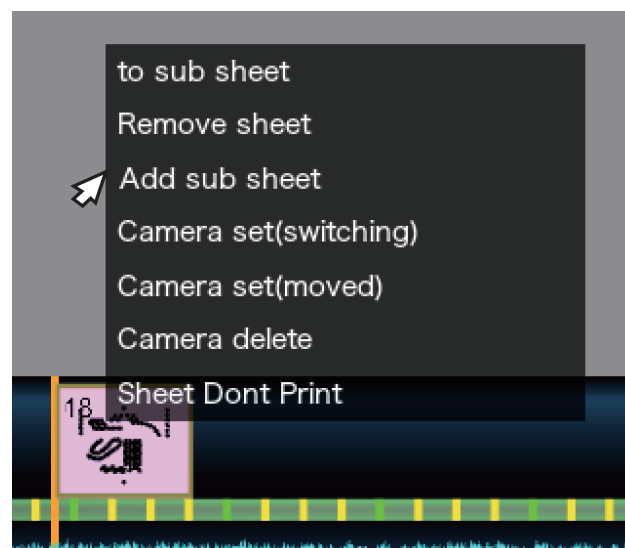 to sub sheet
Remove sheet
Add sub sheet
Camera set(switching)
Camera set(moved)
Camera delete
Sheet Dont Print
18